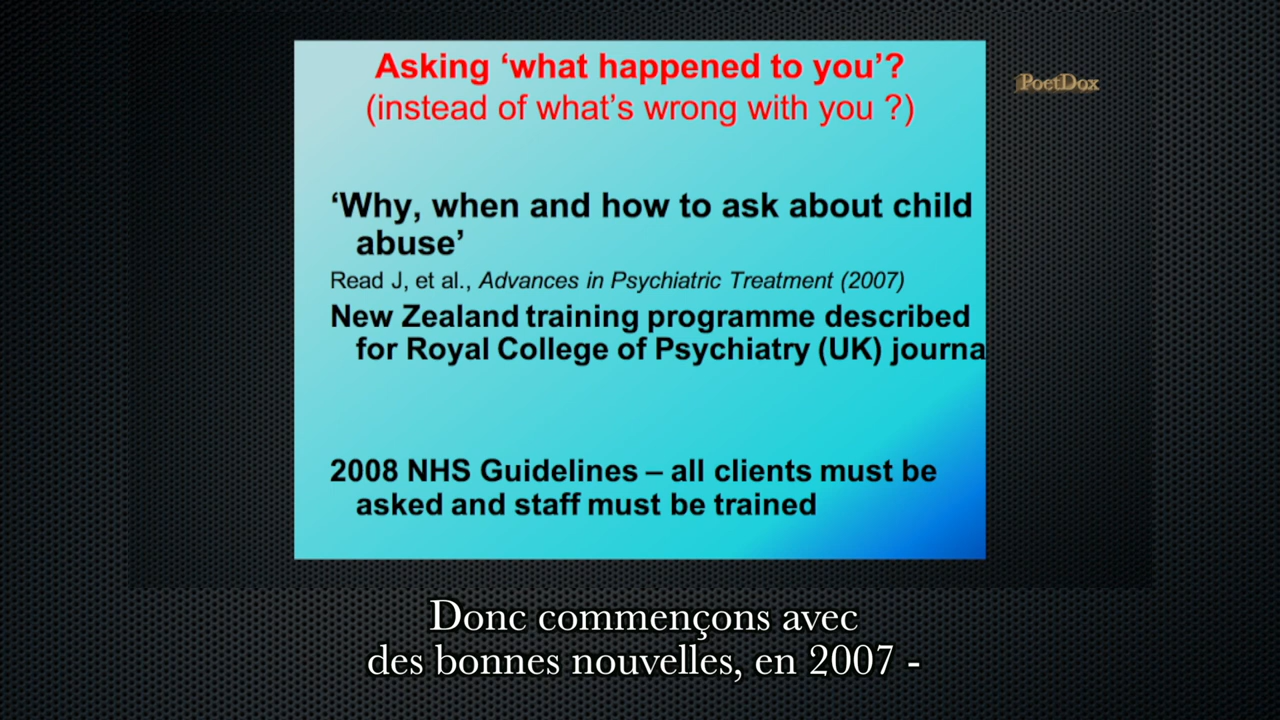 Asking ‘what happened to you’?
(instead of what’s wrong with you ?)
PoetDox
‘Why, when and how to ask about child
abuse’
Read J, et al., Advances in Psychiatric Treatment (2007)
New Zealand training programme described
for Royal College of Psychiatry (UK) journa
2008 NHS Guidelines – all clients must be
asked and staff must be trained
Donc commençons avec
des bonnes nouvelles, en 2007 -